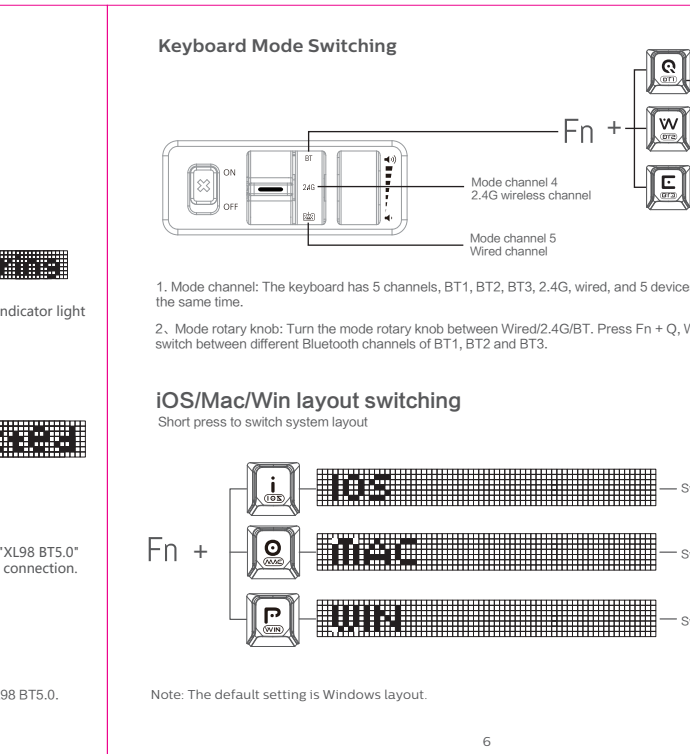 ndicator light
"XL98 BT5.0"
connection.
98 BT5.0.
Keyboard Mode Switching
ON
OFF
BT
2.4G
Fn +
Q
BT1
W
BT2
E
BT3
Mode channel 4
2.4G wireless channel
Mode channel 5
Wired channel
1. Mode channel: The keyboard has 5 channels, BT1, BT2, BT3, 2.4G, wired, and 5 device
the same time.
2、Mode rotary knob: Turn the mode rotary knob between Wired/2.4G/BT. Press Fn + Q, W
switch between different Bluetooth channels of BT1, BT2 and BT3.
iOS/Mac/Win layout switching
Short press to switch system layout
Fn +
i
IOS
IOS
O
MAC
MAC
P
WIN
WIN
Note: The default setting is Windows layout.
6